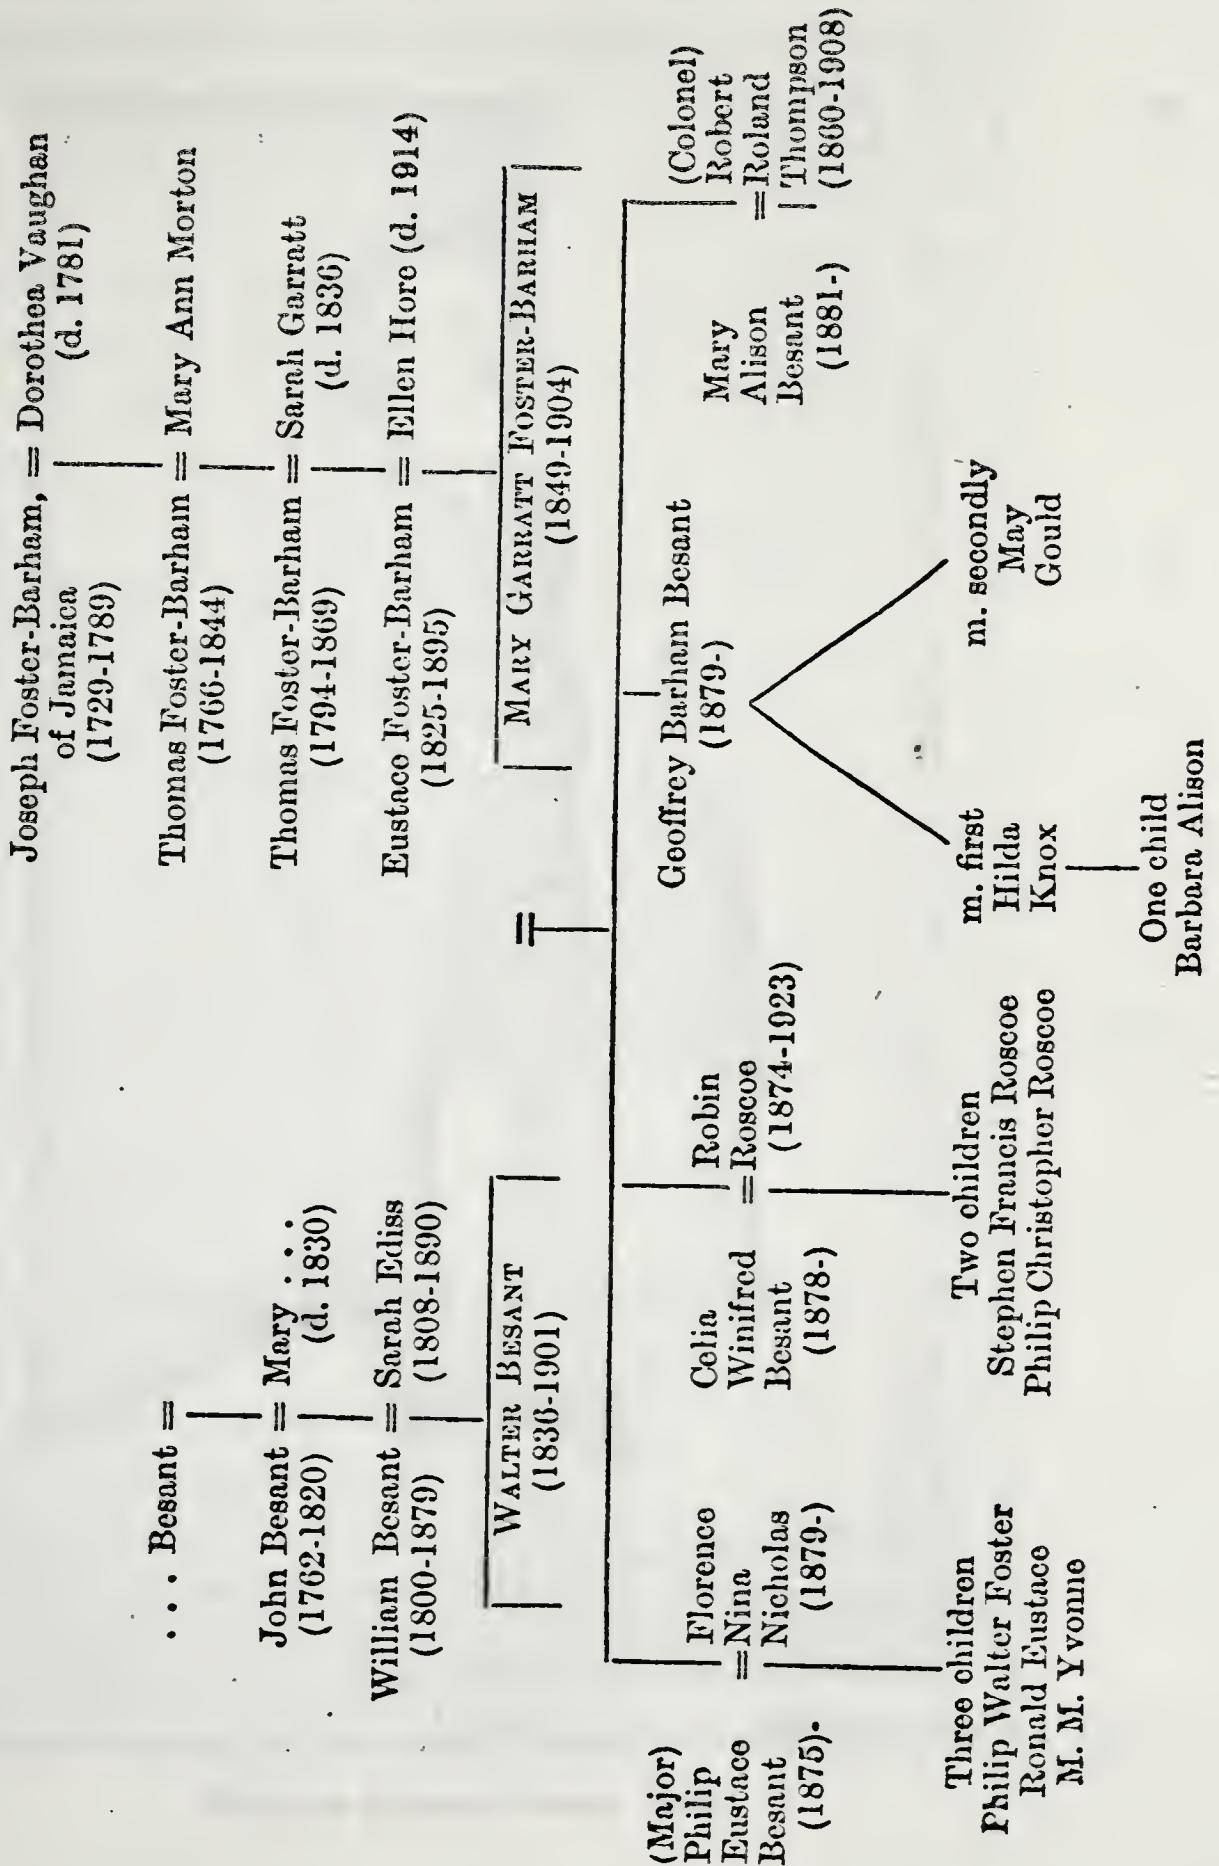 . . . Besant =
John Besant = Mary . . .
(1762-1820) (d. 1830)
Willian Besant = Sarah Ediss
(1800-1879) (1808-1890)
WALTER BESANT
(1836-1901)
=
Joseph Foster-Barham, = Dorothea Vaughan
of Jamaica (d. 1781)
(1729-1789)
Thomas Foster-Barham = Mary Ann Morton
(1766-1844)
Thomas Foster-Barham = Sarah Garratt
(1794-1869) (d. 1836)
Eustace Foster-Barham = Ellen Hore (d. 1914)
(1825-1895)
MARY GARRATT FOSTER-BARHAM
(1849-1904)
(Major)
Philip
Eustace
Besant
(1875)-
Florence
=Nina
Nicholas
(1879-)
Three children
Philip Walter Foster
Ronald Eustace
M. M. Yvonne
Celia
Winifred
Besant
(1878-)
Robin
=Roscoe
(1874-1923)
Two children
Stephen Francis Roscoe
Philip Christopher Roscoe
Geoffrey Barham Besant
(1879-)
m. first
Hilda
Knox
One child
Barbara Alison
m. secondly
May
Gould
Mary
Alison
Besant
(1881-)
(Colonel)
Robert
=Roland
Thompson
(1860-1908)